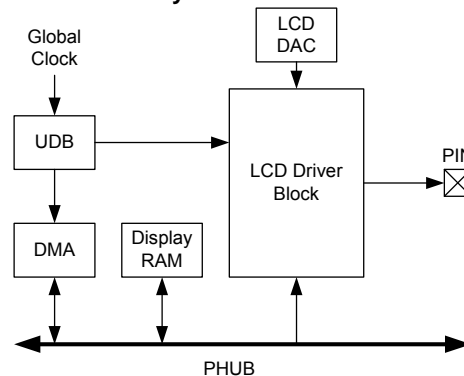 LCD
DAC
Global
Clock
UDB
LCD Driver
Block
PIN
DMA
Display
RAM
PHUB